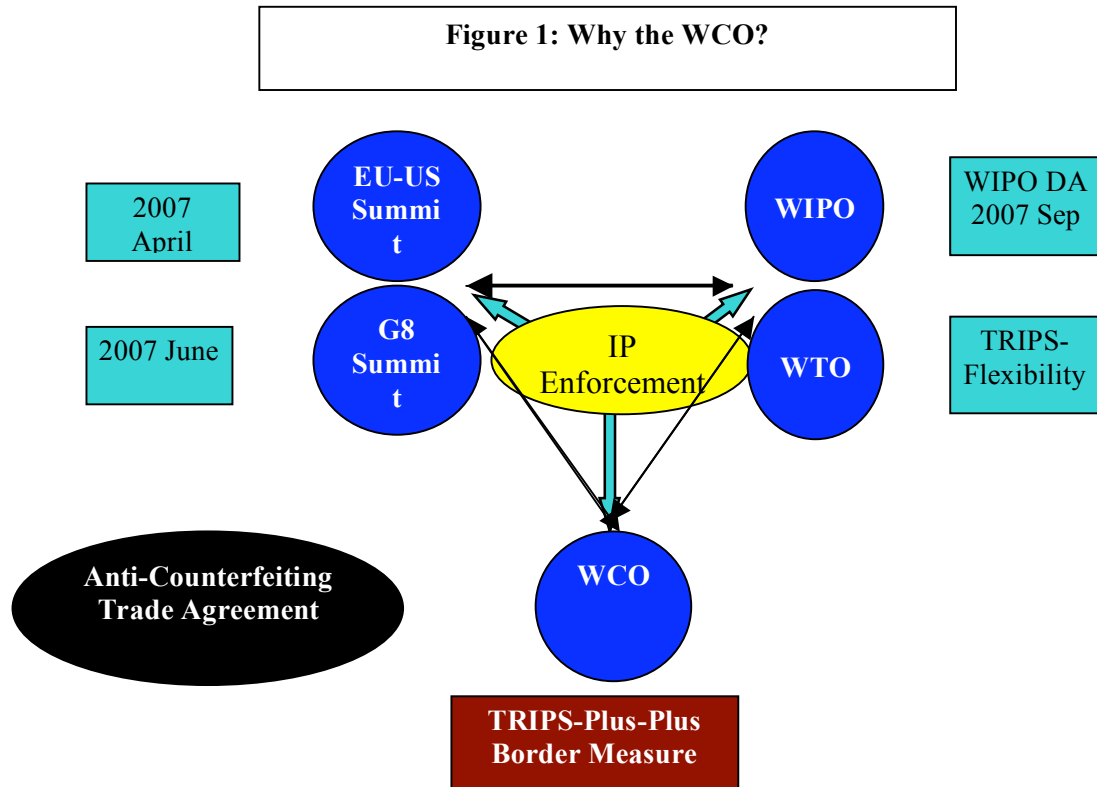 Figure 1: Why the WCO?
2007
April
EU-US
Summi
t
WIPO
WIPO DA
2007 Sep
2007 June
G8
Summi
t
IP
Enforcement
WTO
TRIPS-
Flexibility
Anti-Counterfeiting
Trade Agreement
WCO
TRIPS-Plus-Plus
Border Measure